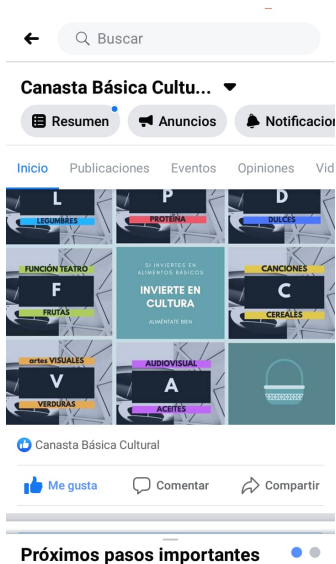 Buscar
Canasta Básica Cultu...
Resumen
Anuncios
Notificacion
Inicio
Publicaciones
Eventos
Opiniones
Vid
L
LEGUMBRES
P
PROTEÍNA
D
DULCES
FUNCIÓN TEATRO
F
FRUTAS
SI INVIERTES EN
ALIMENTOS BÁSICOS
INVIERTE EN
CULTURA
ALIMÉNTATE BIEN
CANCIONES
C
CEREALES
artes VISUALES
V
VERDURAS
AUDIOVISUAL
A
ACEITES
Canasta Básica Cultural
Me gusta
Comentar
Compartir
Próximos pasos importantes